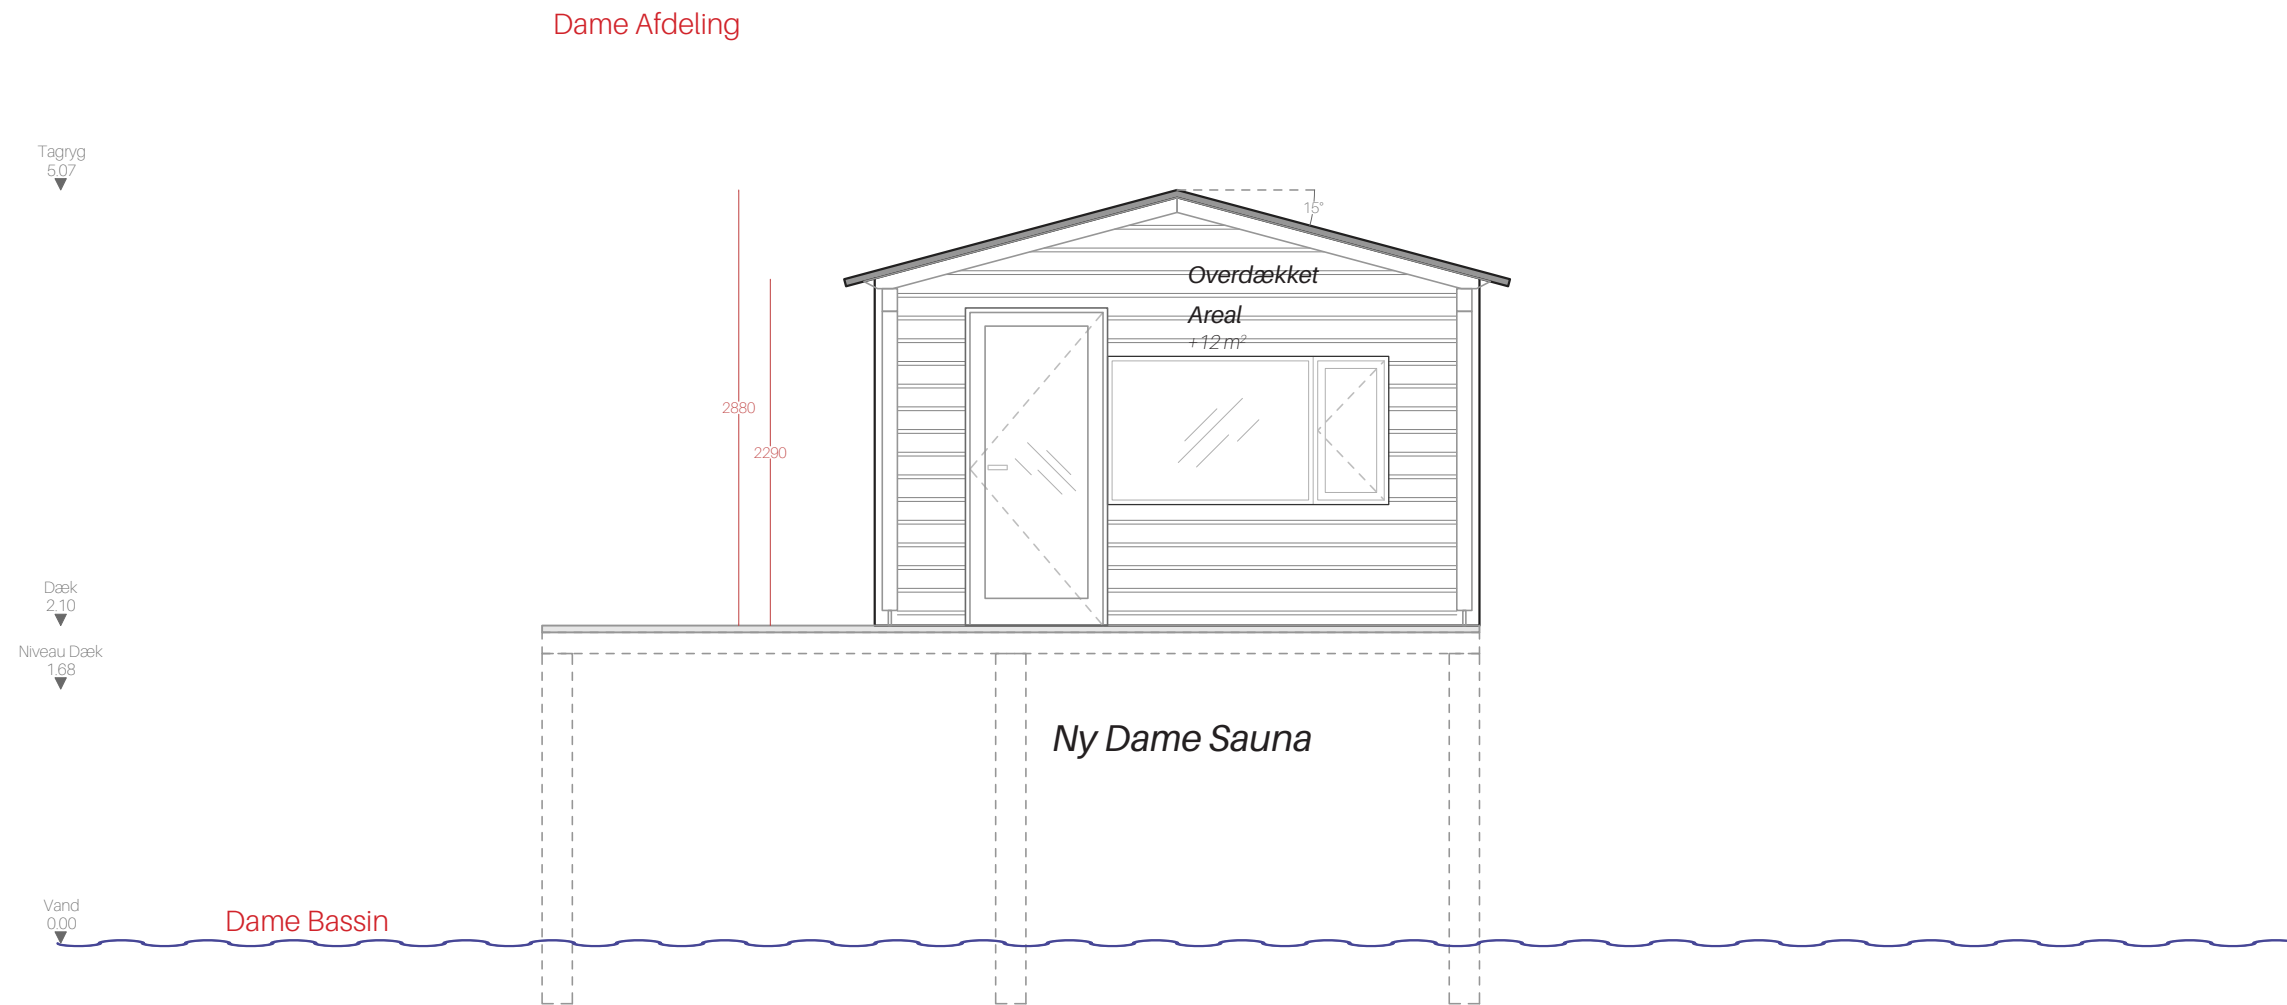 Dame Afdeling
Tagryg
5.07
15°
Overdækket
Areal
+12 m²
2880
2290
Dæk
2.10
Niveau Dæk
1.68
Ny Dame Sauna
Vand
0.00
Dame Bassin